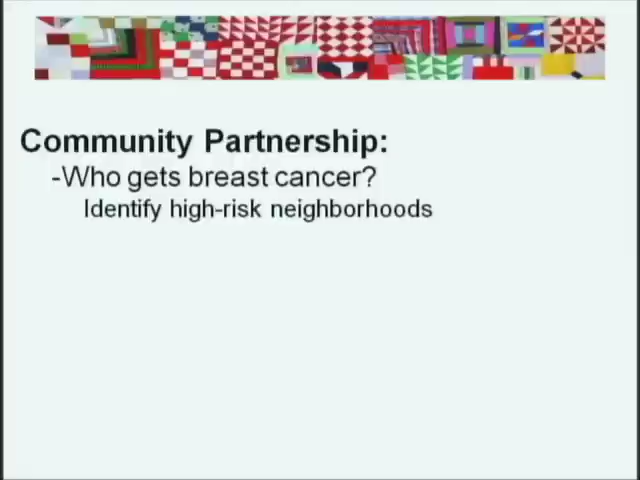 Community Partnership:
-Who gets breast cancer?
Identify high-risk neighborhoods